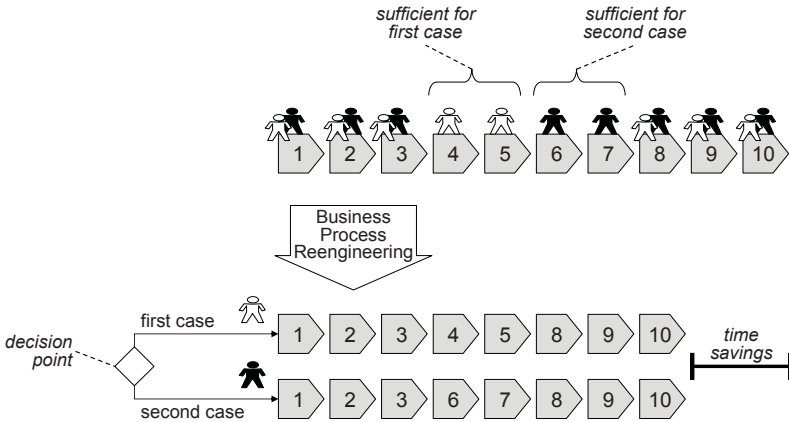 sufficient for
first case
sufficient for
second case
1 2 3 4 5 6 7 8 9 10
Business
Process
Reengineering
first case
1 2 3 4 5 8 9 10
decision
point
time
savings
second case
1 2 3 6 7 8 9 10